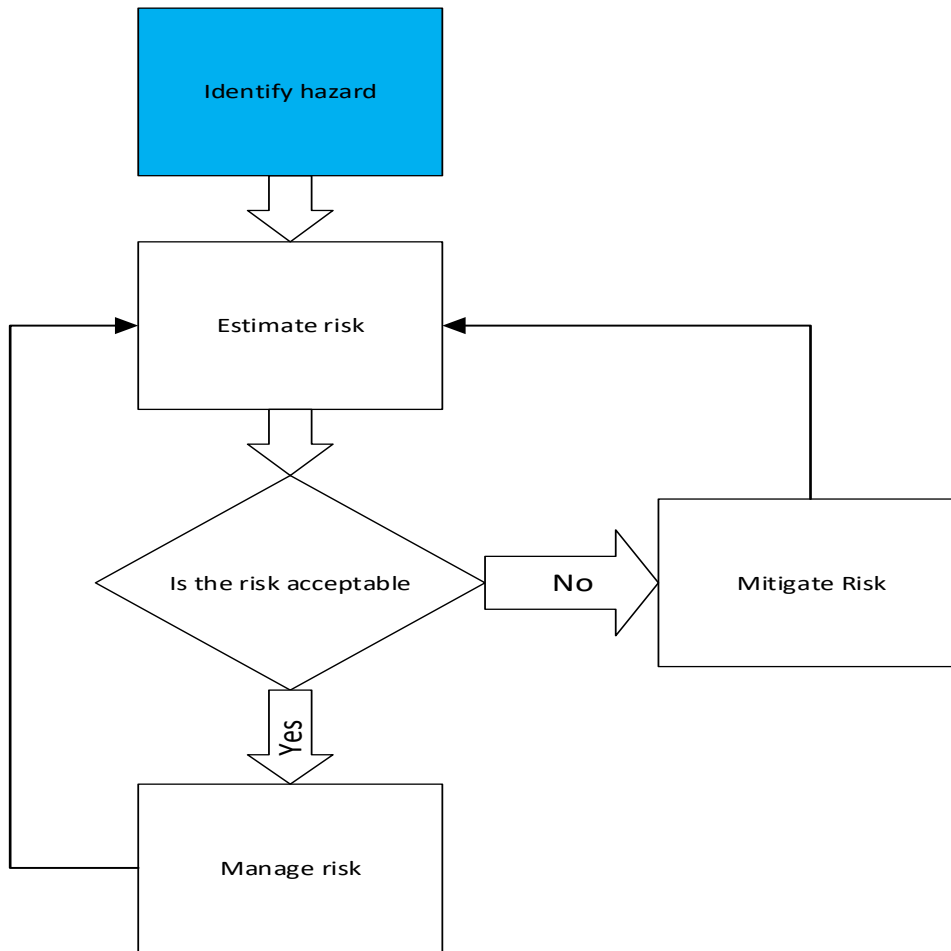 Identify hazard
Estimate risk
Is the risk acceptable
No
Mitigate Risk
Yes
Manage risk